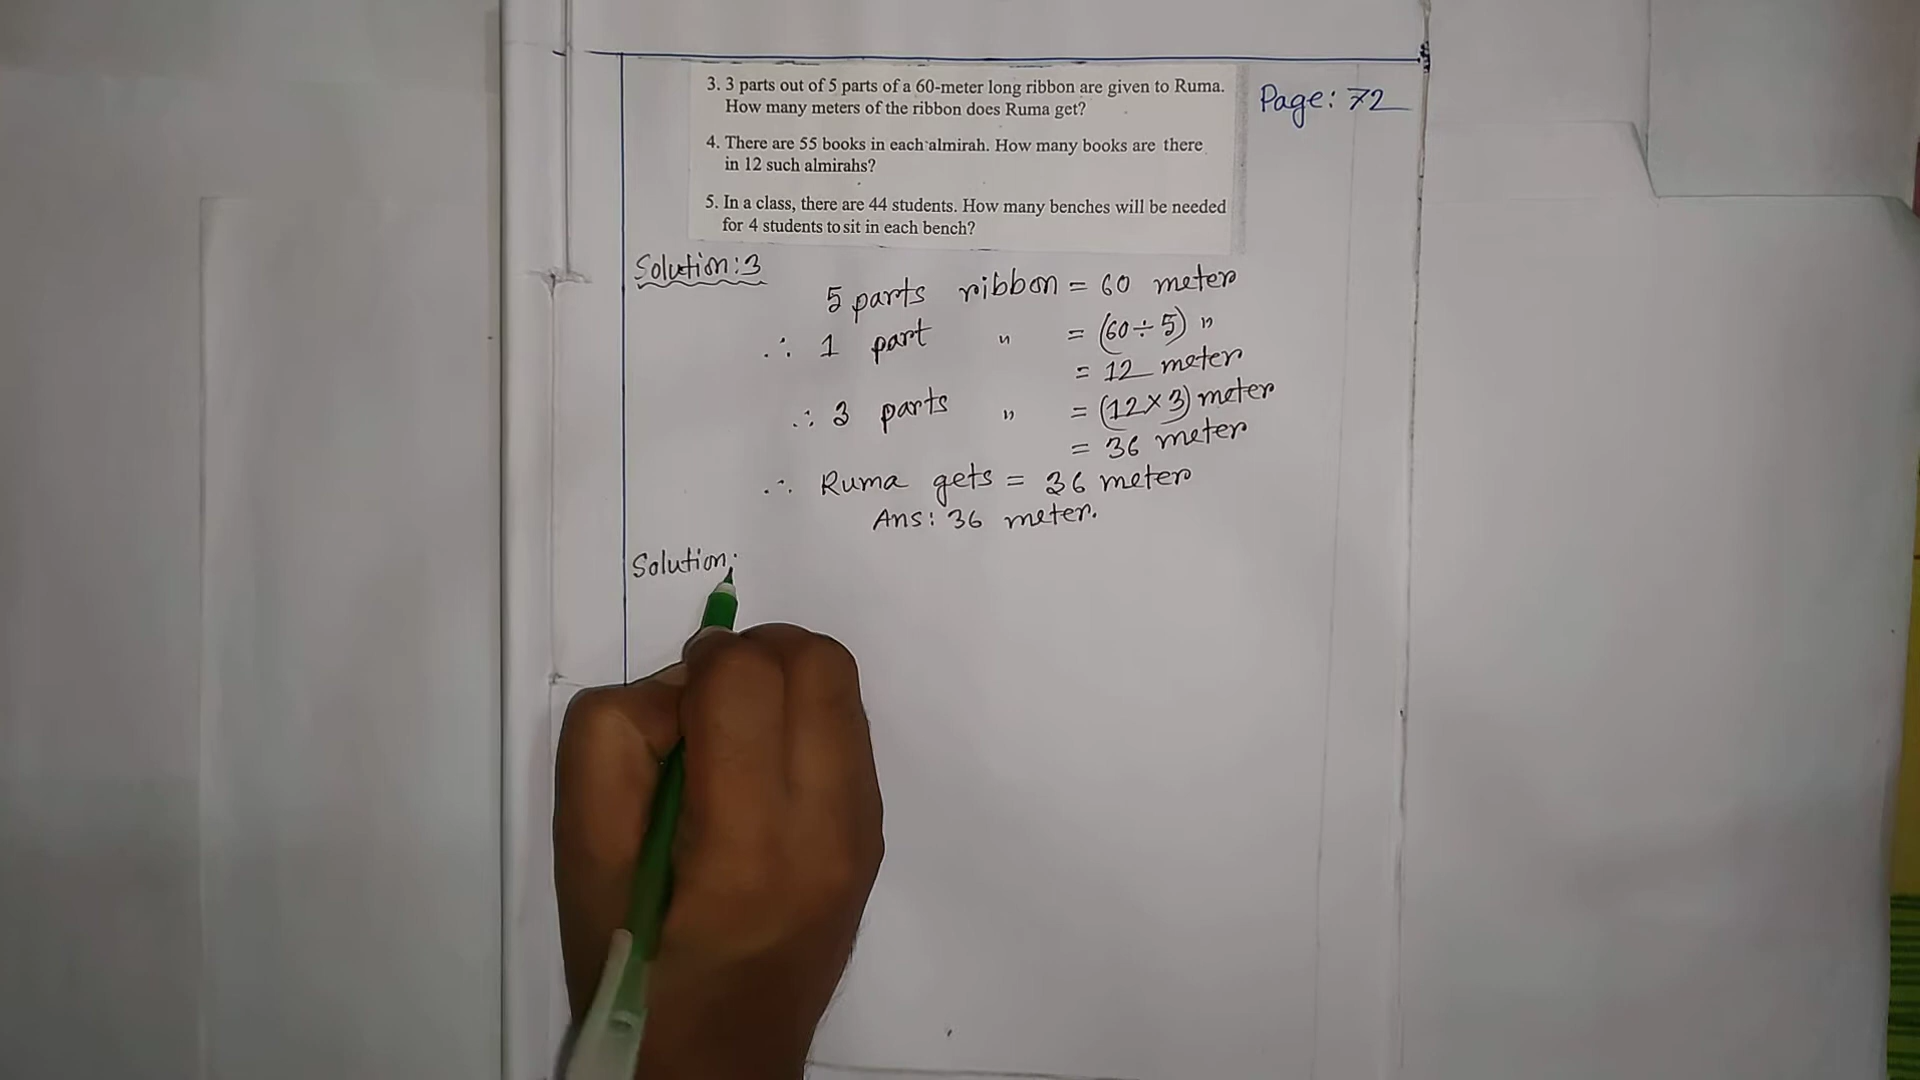 3. 3 parts out of 5 parts of a 60-meter long ribbon are given to Ruma.
How many meters of the ribbon does Ruma get?
Page: 72
4. There are 55 books in each almirah. How many books are there
in 12 such almirahs?
5. In a class, there are 44 students. How many benches will be needed
for 4 students to sit in each bench?
Solution: 3
5 parts ribbon = 60 meter
∴ 1 part " = (60÷5) "
= 12 meter
∴ 3 parts " = (12×3) meter
= 36 meter
∴ Ruma gets = 36 meter
Ans: 36 meter.
Solution: